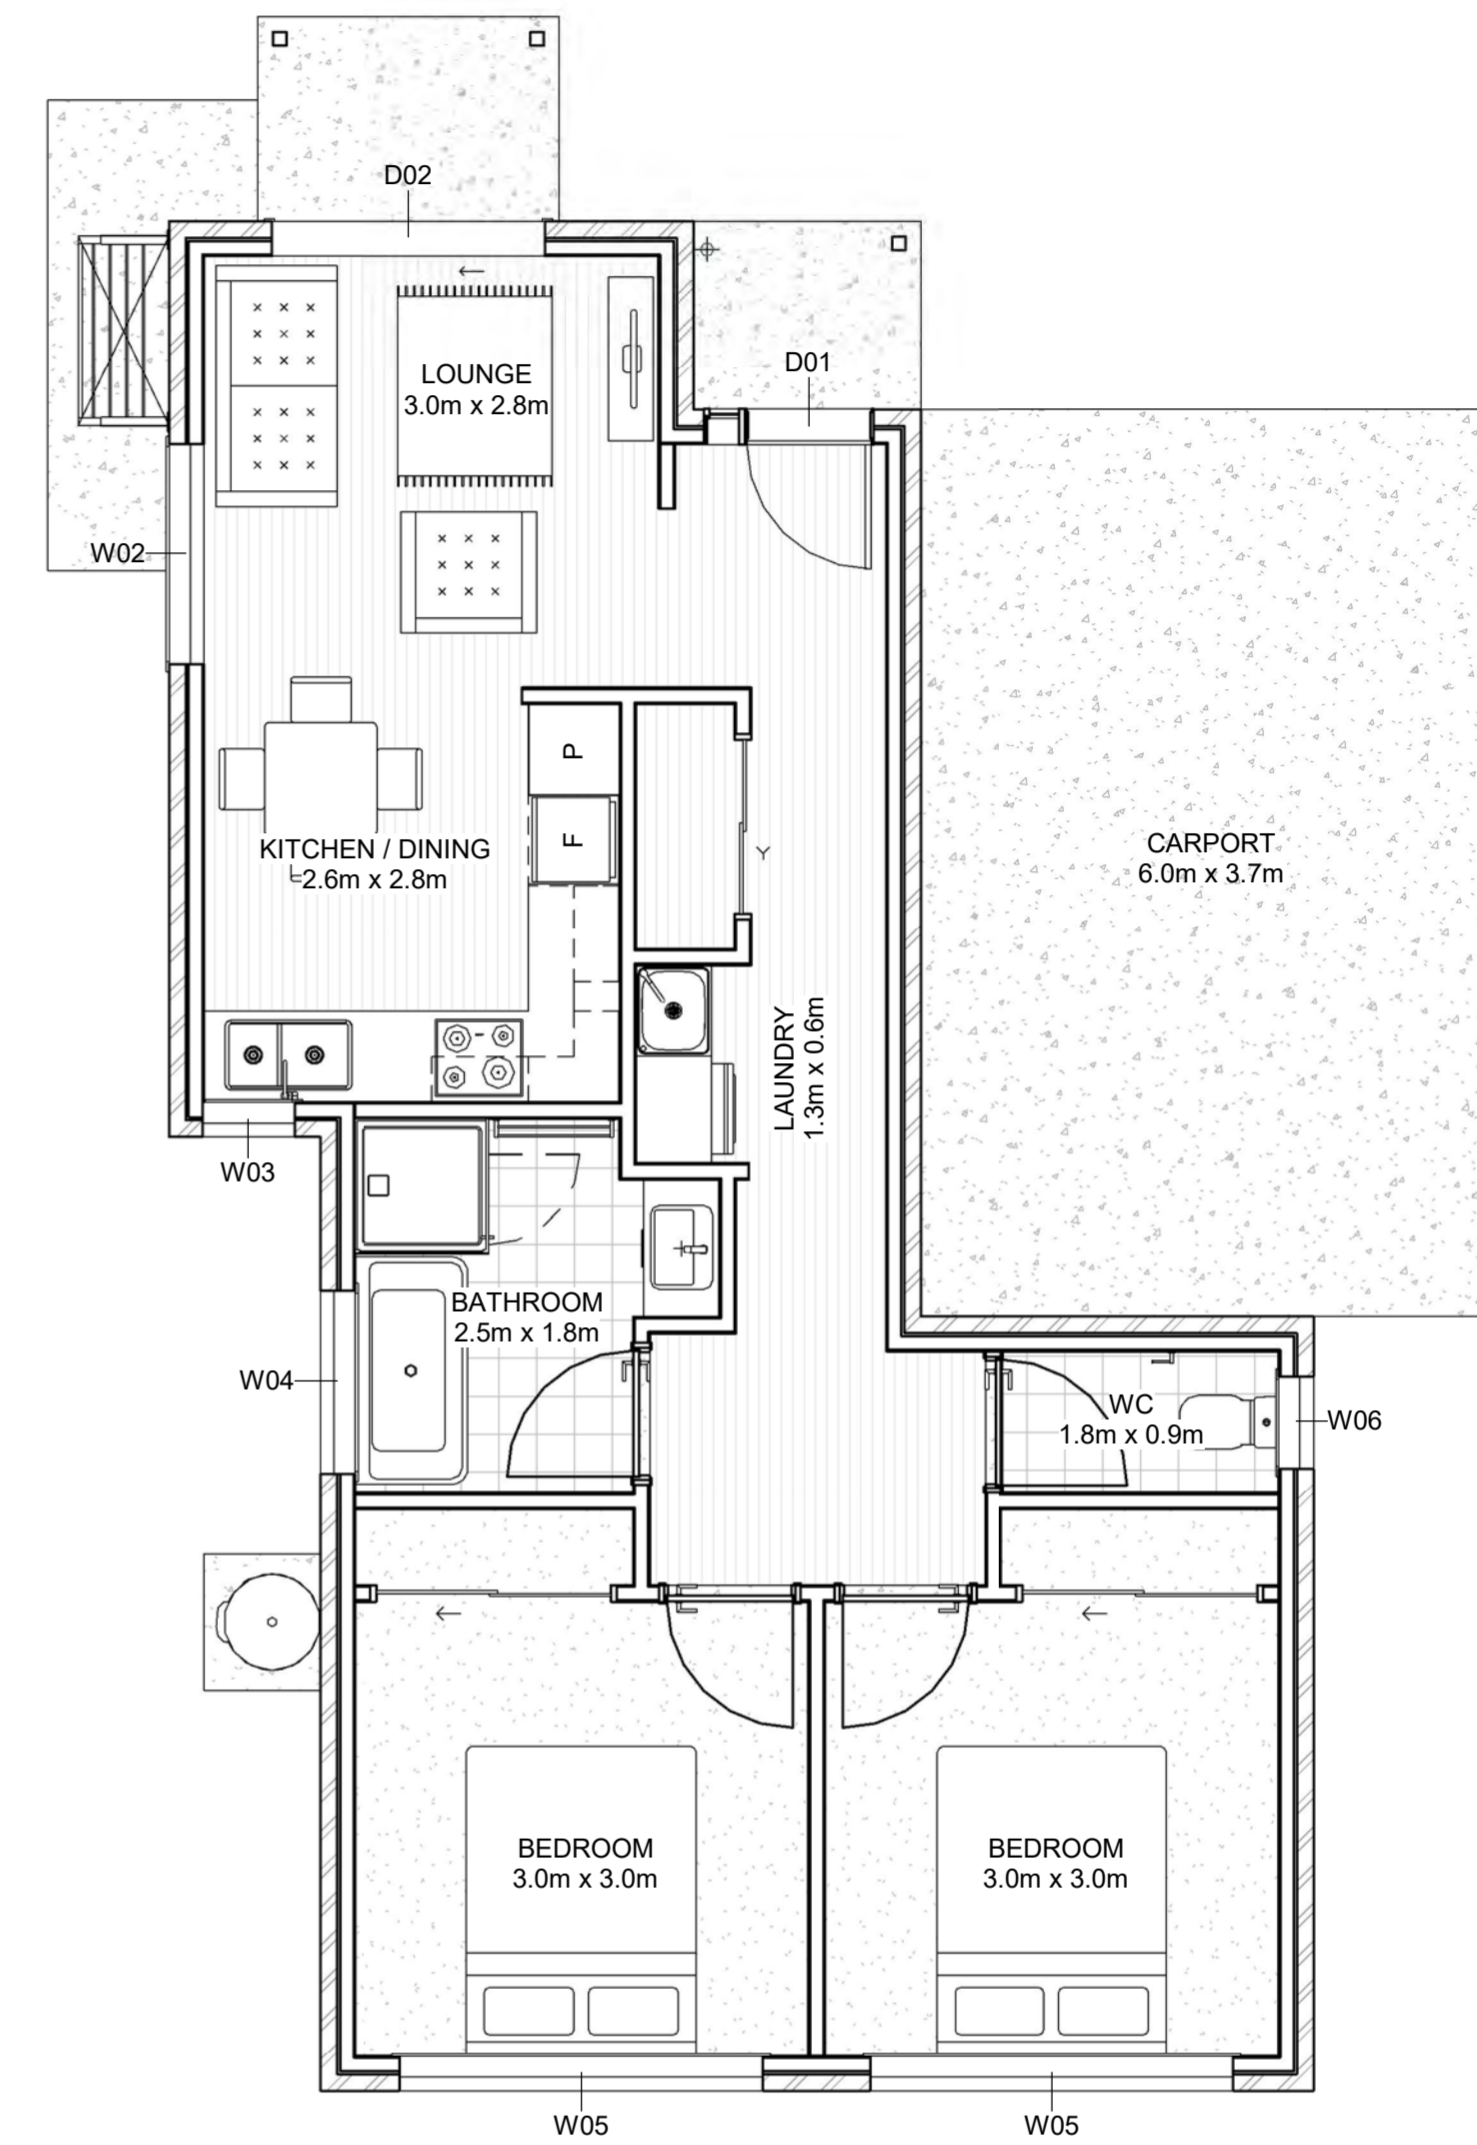 D02
D01
LOUNGE
3.0m x 2.8m
W02
P
F
KITCHEN / DINING
2.6m x 2.8m
CARPORT
6.0m x 3.7m
LAUNDRY
1.3m x 0.6m
W03
BATHROOM
2.5m x 1.8m
W04
WC
1.8m x 0.9m
W06
BEDROOM
3.0m x 3.0m
BEDROOM
3.0m x 3.0m
W05
W05